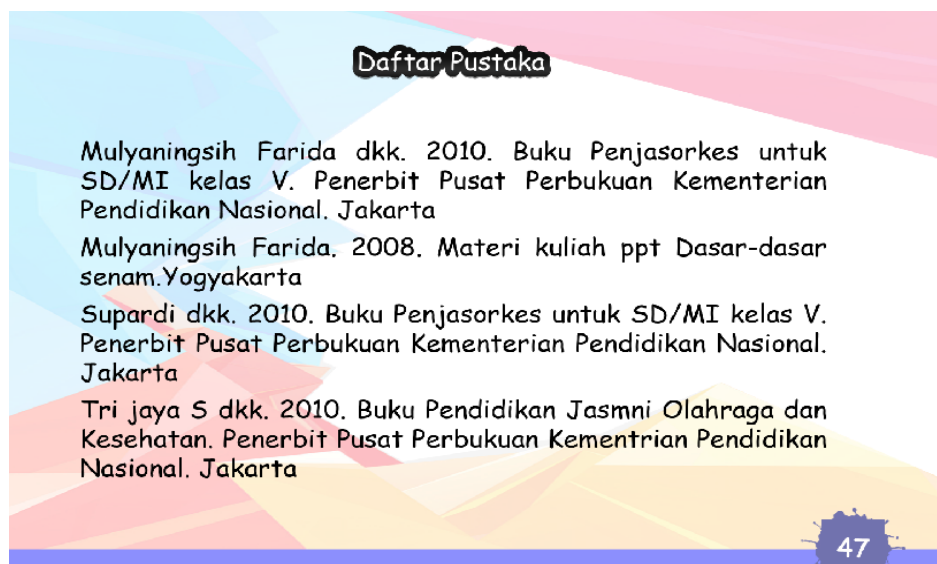 Daftar Pustaka
Mulyaningsih Farida dkk. 2010. Buku Penjasorkes untuk
SD/MI kelas V. Penerbit Pusat Perbukuan Kementerian
Pendidikan Nasional. Jakarta
Mulyaningsih Farida. 2008. Materi kuliah ppt Dasar-dasar
senam.Yogyakarta
Supardi dkk. 2010. Buku Penjasorkes untuk SD/MI kelas V.
Penerbit Pusat Perbukuan Kementerian Pendidikan Nasional.
Jakarta
Tri jaya S dkk. 2010. Buku Pendidikan Jasmni Olahraga dan
Kesehatan. Penerbit Pusat Perbukuan Kementrian Pendidikan
Nasional. Jakarta
47